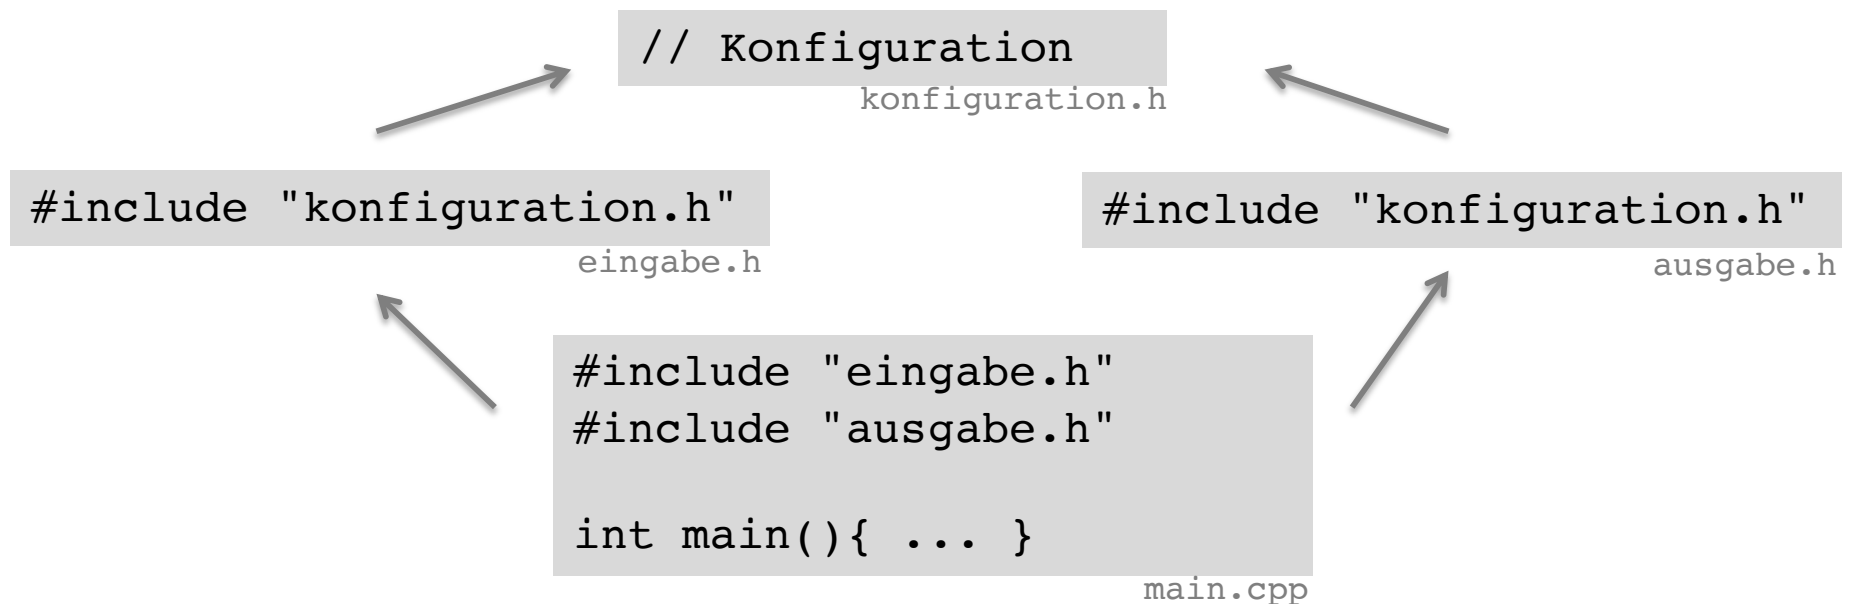 // Konfiguration
konfiguration.h
#include "konfiguration.h"
eingabe.h
#include "konfiguration.h"
ausgabe.h
#include "eingabe.h"
#include "ausgabe.h"
int main(){ ... }
main.cpp